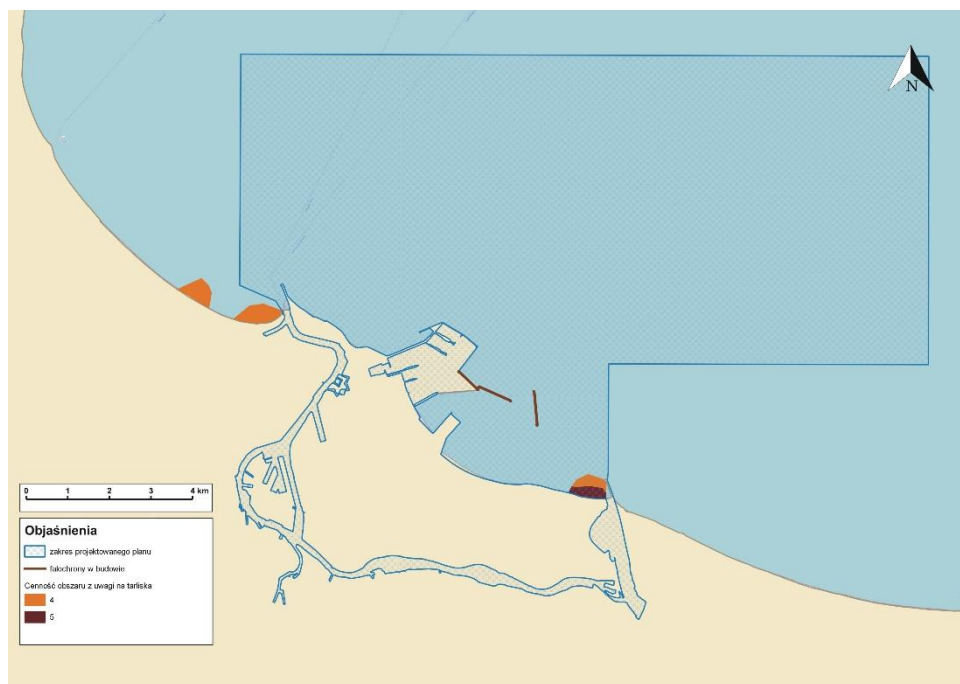 N
0 1 2 3 4 km
Objaśnienia
zakres projektowanego planu
falochrony w budowie
Cenność obszaru z uwagi na tarliska
4
5